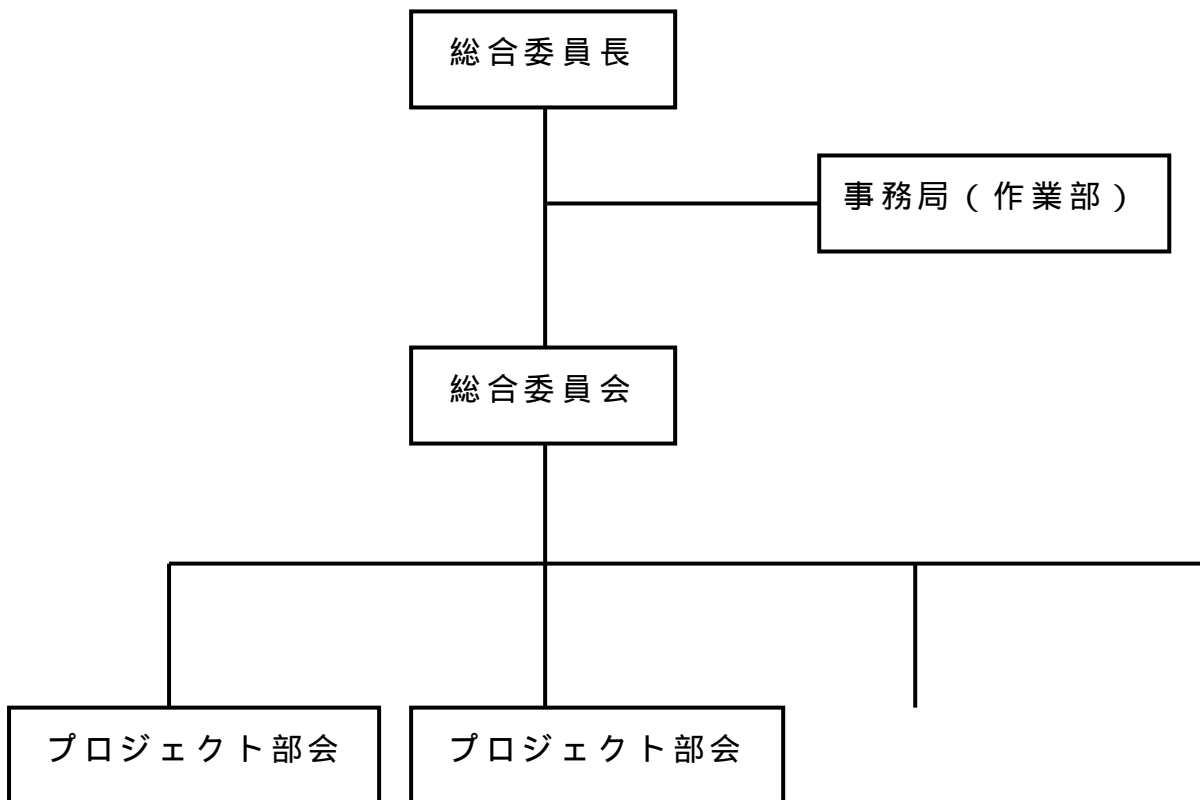 総合委員長
事務局（作業部）
総合委員会
プロジェクト部会
プロジェクト部会